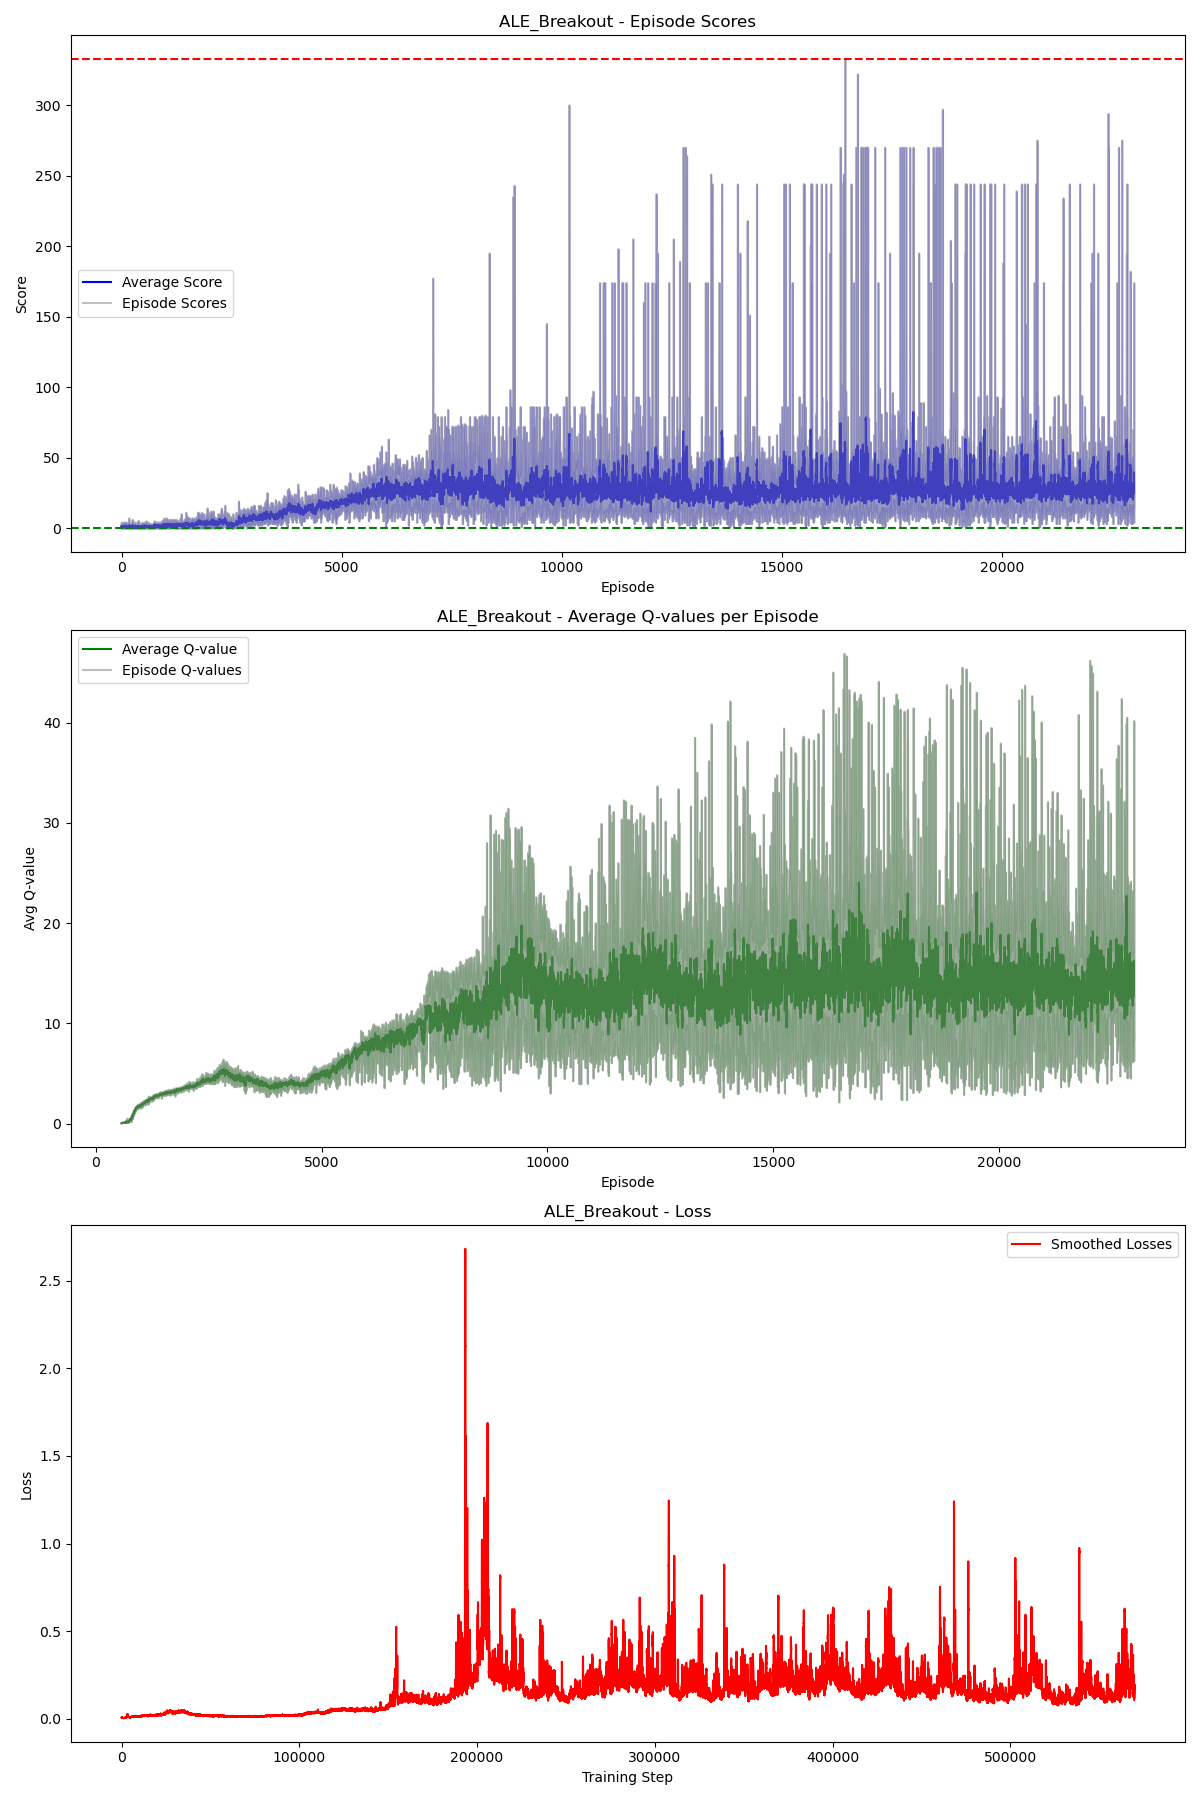 ALE_Breakout - Episode Scores
300
250
200
150
100
50
0
Score
Average Score
Episode Scores
0
5000
10000
15000
20000
Episode
ALE_Breakout - Average Q-values per Episode
40
30
20
10
0
Avg Q-value
Average Q-value
Episode Q-values
0
5000
10000
15000
20000
Episode
ALE_Breakout - Loss
2.5
2.0
1.5
1.0
0.5
0.0
Loss
Smoothed Losses
0
100000
200000
300000
400000
500000
Training Step